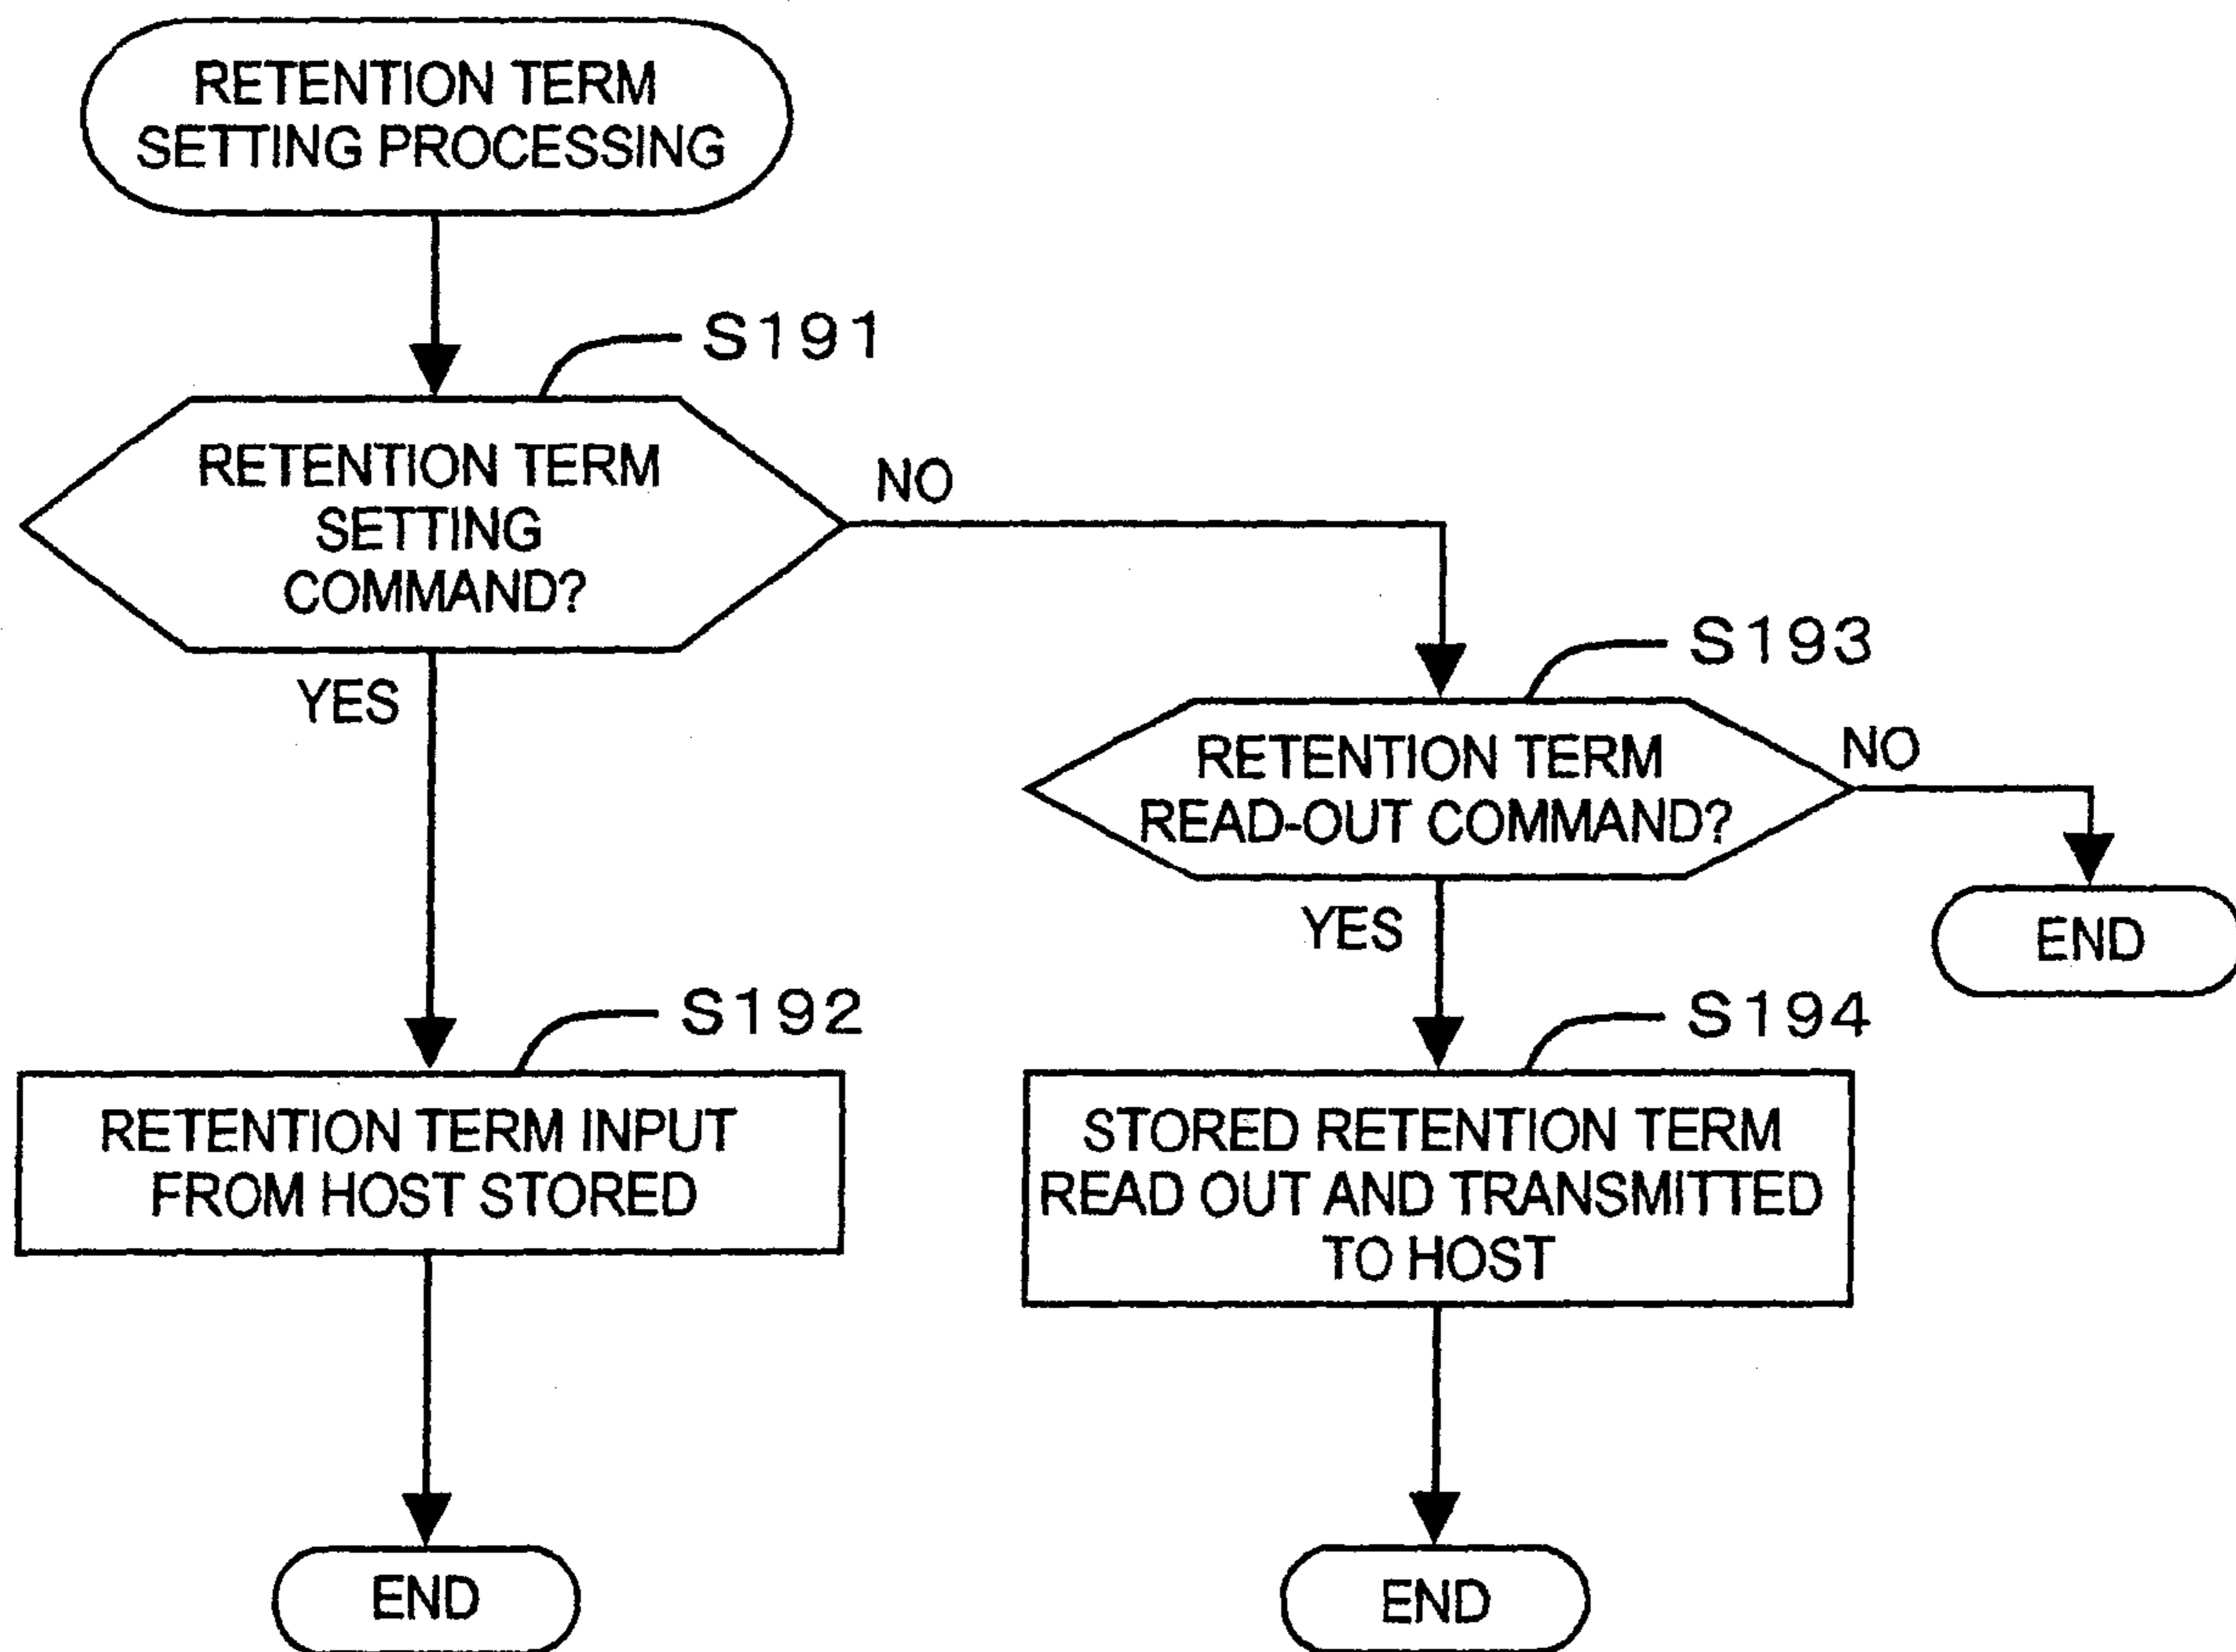 RETENTION TERM
SETTING PROCESSING
S191
RETENTION TERM
SETTING
COMMAND?
NO
YES
S193
RETENTION TERM
READ-OUT COMMAND?
NO
END
YES
S192
RETENTION TERM INPUT
FROM HOST STORED
END
S194
STORED RETENTION TERM
READ OUT AND TRANSMITTED
TO HOST
END